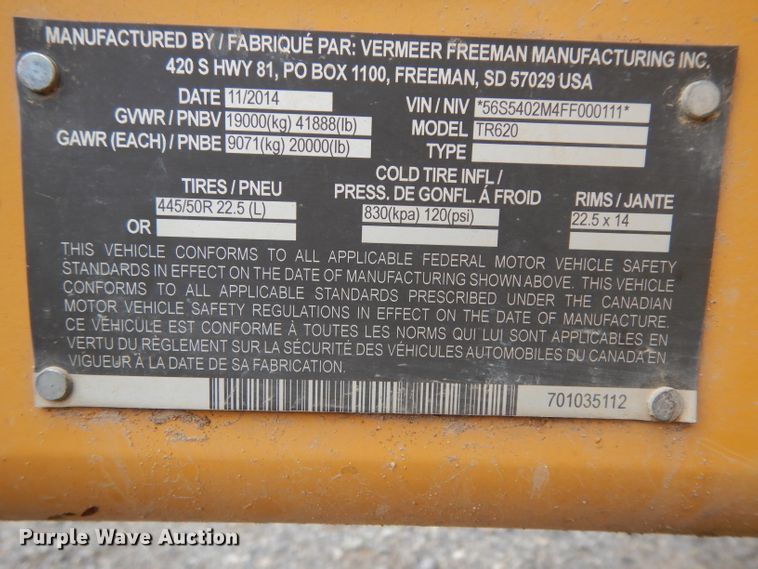 MANUFACTURED BY / FABRIQUÉ PAR: VERMEER FREEMAN MANUFACTURING INC.
420 S HWY 81, PO BOX 1100, FREEMAN, SD 57029 USA
DATE 11/2014 VIN / NIV *56S5402M4FF000111*
GVWR / PNBV 19000(kg) 41888(lb) MODEL TR620
GAWR (EACH) / PNBE 9071(kg) 20000(lb) TYPE
TIRES / PNEU COLD TIRE INFL / PRESS. DE GONFL. Á FROID RIMS / JANTE
445/50R 22.5 (L) 830(kpa) 120(psi) 22.5 x 14
OR
THIS VEHICLE CONFORMS TO ALL APPLICABLE FEDERAL MOTOR VEHICLE SAFETY
STANDARDS IN EFFECT ON THE DATE OF MANUFACTURING SHOWN ABOVE. THIS VEHICLE
CONFORMS TO ALL APPLICABLE STANDARDS PRESCRIBED UNDER THE CANADIAN
MOTOR VEHICLE SAFETY REGULATIONS IN EFFECT ON THE DATE OF MANUFACTURE.
CE VÉHICULE EST CONFORME À TOUTES LES NORMS QUI LUI SONT APPLICABLES EN
VERTU DU RÈGLEMENT SUR LA SÉCURITÉ DES VÉHICULES AUTOMOBILES DU CANADA EN
VIGUEUR À LA DATE DE SA FABRICATION.
701035112
Purple Wave Auction